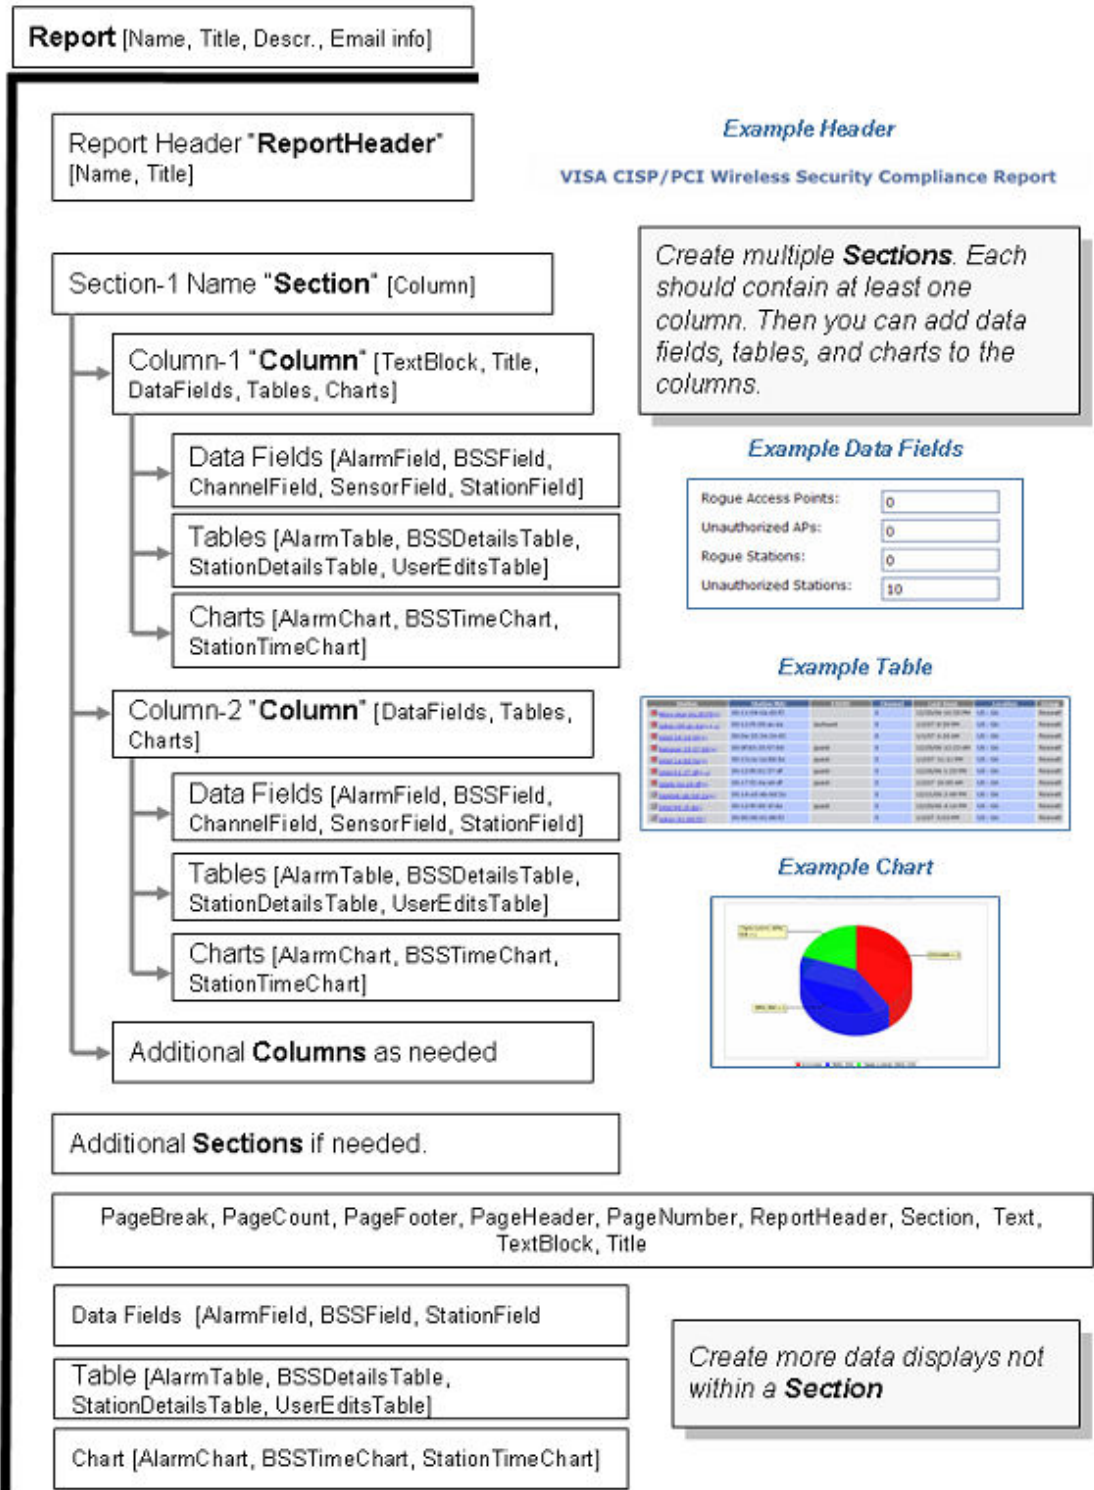 Report [Name, Title, Descr., Email info]
Report Header "ReportHeader"
[Name, Title]
Example Header
VISA CISP/PCI Wireless Security Compliance Report
Section-1 Name "Section" [Column]
Create multiple Sections. Each
should contain at least one
column. Then you can add data
fields, tables, and charts to the
columns.
Column-1 "Column" [TextBlock, Title,
DataFields, Tables, Charts]
Data Fields [AlarmField, BSSField,
ChannelField, SensorField, StationField]
Tables [AlarmTable, BSSDetailsTable,
StationDetailsTable, UserEditsTable]
Charts [AlarmChart, BSSTimeChart,
StationTimeChart]
Example Data Fields
Rogue Access Points: 0
Unauthorized APs: 0
Rogue Stations: 0
Unauthorized Stations: 10
Example Table
Column-2 "Column" [DataFields, Tables,
Charts]
Data Fields [AlarmField, BSSField,
ChannelField, SensorField, StationField]
Tables [AlarmTable, BSSDetailsTable,
StationDetailsTable, UserEditsTable]
Charts [AlarmChart, BSSTimeChart,
StationTimeChart]
Example Chart
Additional Columns as needed
Additional Sections if needed.
PageBreak, PageCount, PageFooter, PageHeader, PageNumber, ReportHeader, Section, Text,
TextBlock, Title
Data Fields [AlarmField, BSSField, StationField
Table [AlarmTable, BSSDetailsTable,
StationDetailsTable, UserEditsTable]
Chart [AlarmChart, BSSTimeChart, StationTimeChart]
Create more data displays not
within a Section